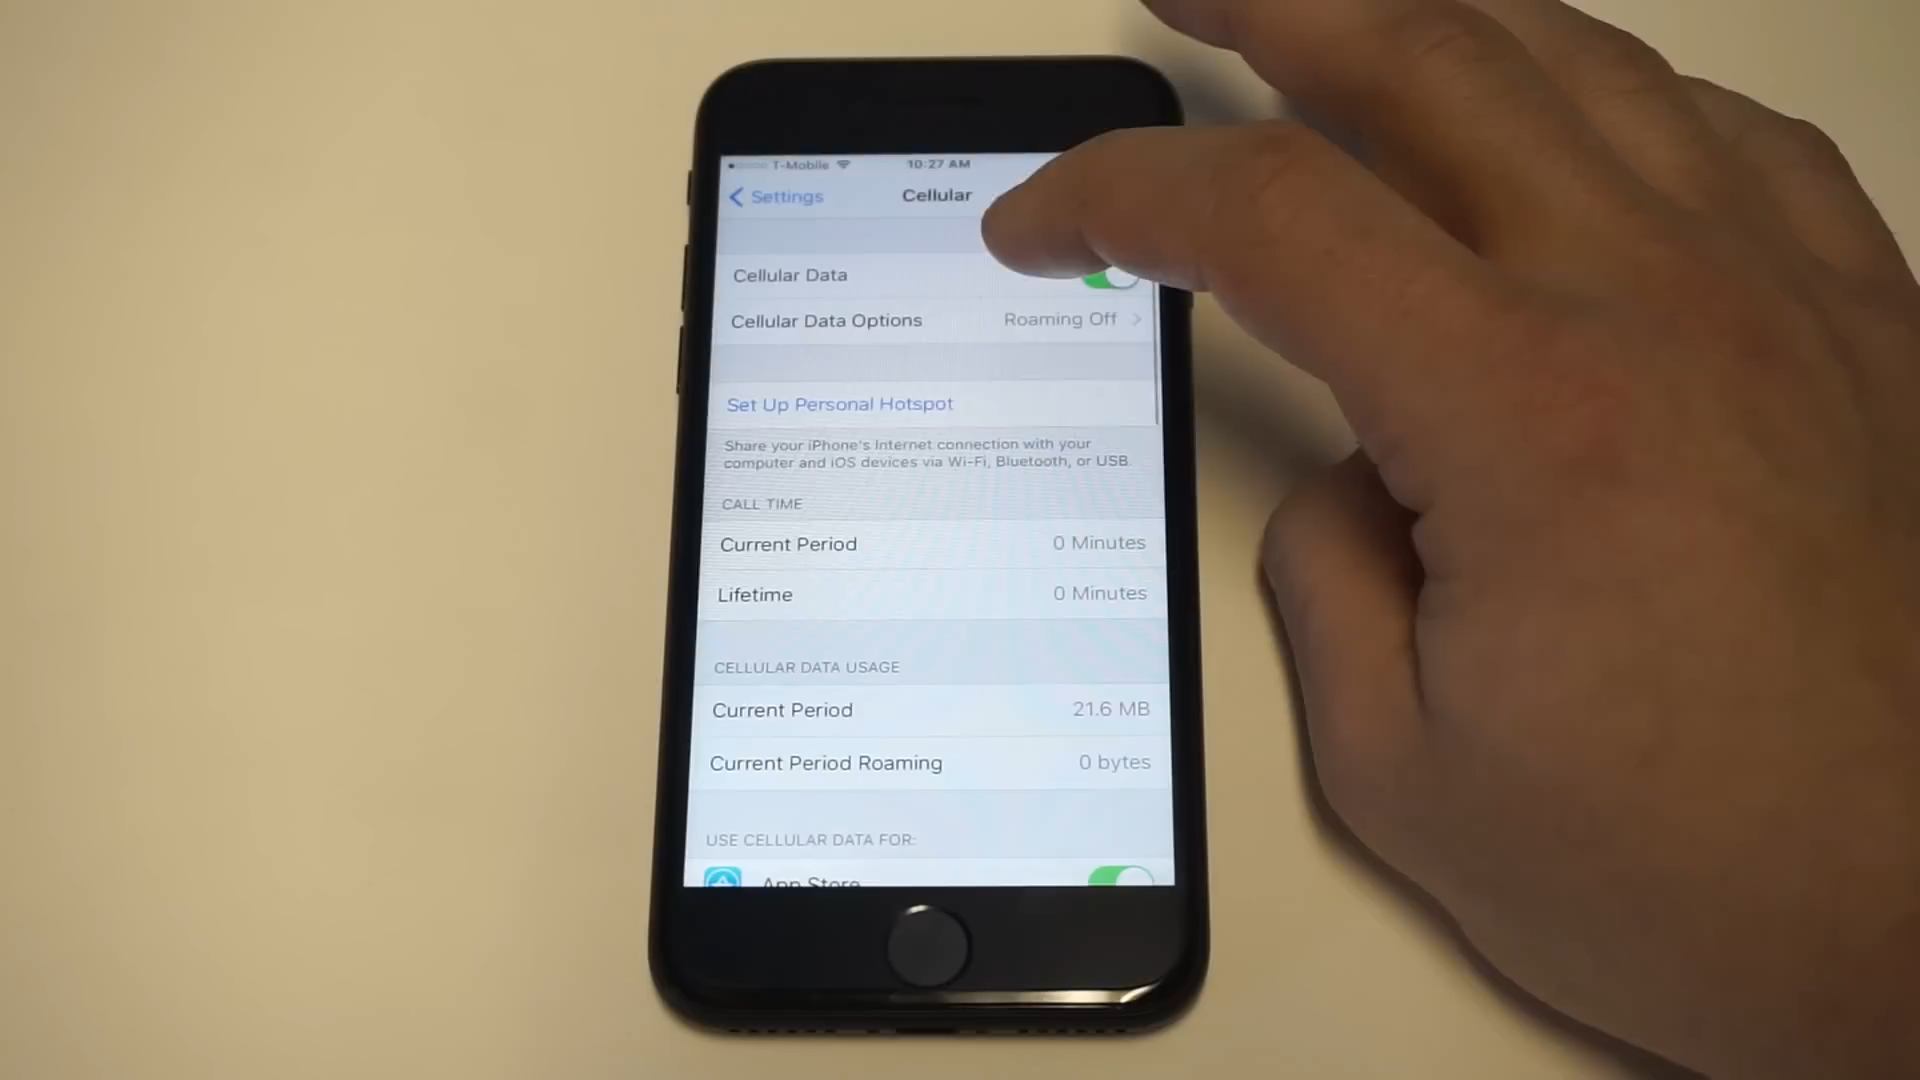 T-Mobile 10:27 AM
Settings Cellular
Cellular Data
Cellular Data Options Roaming Off
Set Up Personal Hotspot
Share your iPhone's Internet connection with your
computer and iOS devices via Wi-Fi, Bluetooth, or USB.
CALL TIME
Current Period 0 Minutes
Lifetime 0 Minutes
CELLULAR DATA USAGE
Current Period 21.6 MB
Current Period Roaming 0 bytes
USE CELLULAR DATA FOR:
App Store